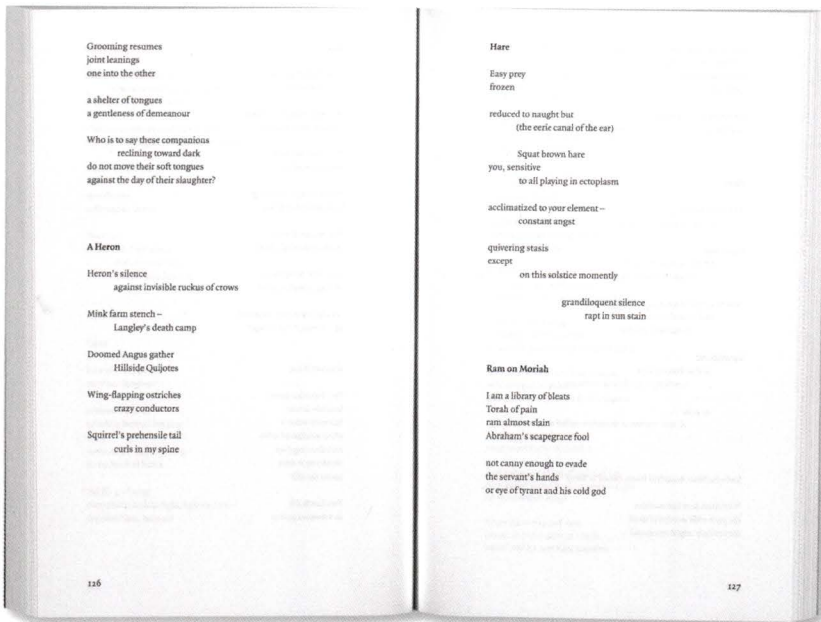 Grooming resumes
joint leanings
one into the other
a shelter of tongues
a gentleness of demeanour
Who is to say these companions
reclining toward dark
do not move their soft tongues
against the day of their slaughter?
A Heron
Heron's silence
against invisible ruckus of crows
Mink farm stench –
Langley's death camp
Doomed Angus gather
Hillside Quijotes
Wing-flapping ostriches
crazy conductors
Squirrel's prehensile tail
curls in my spine
126
Hare
Easy prey
frozen
reduced to naught but
(the eerie canal of the ear)
Squat brown hare
you, sensitive
to all playing in ectoplasm
acclimatized to your element –
constant angst
quivering stasis
except
on this solstice momently
grandiloquent silence
rapt in sun stain
Ram on Moriah
I am a library of bleats
Torah of pain
ram almost slain
Abraham's scapegrace fool
not canny enough to evade
the servant's hands
or eye of tyrant and his cold god
127